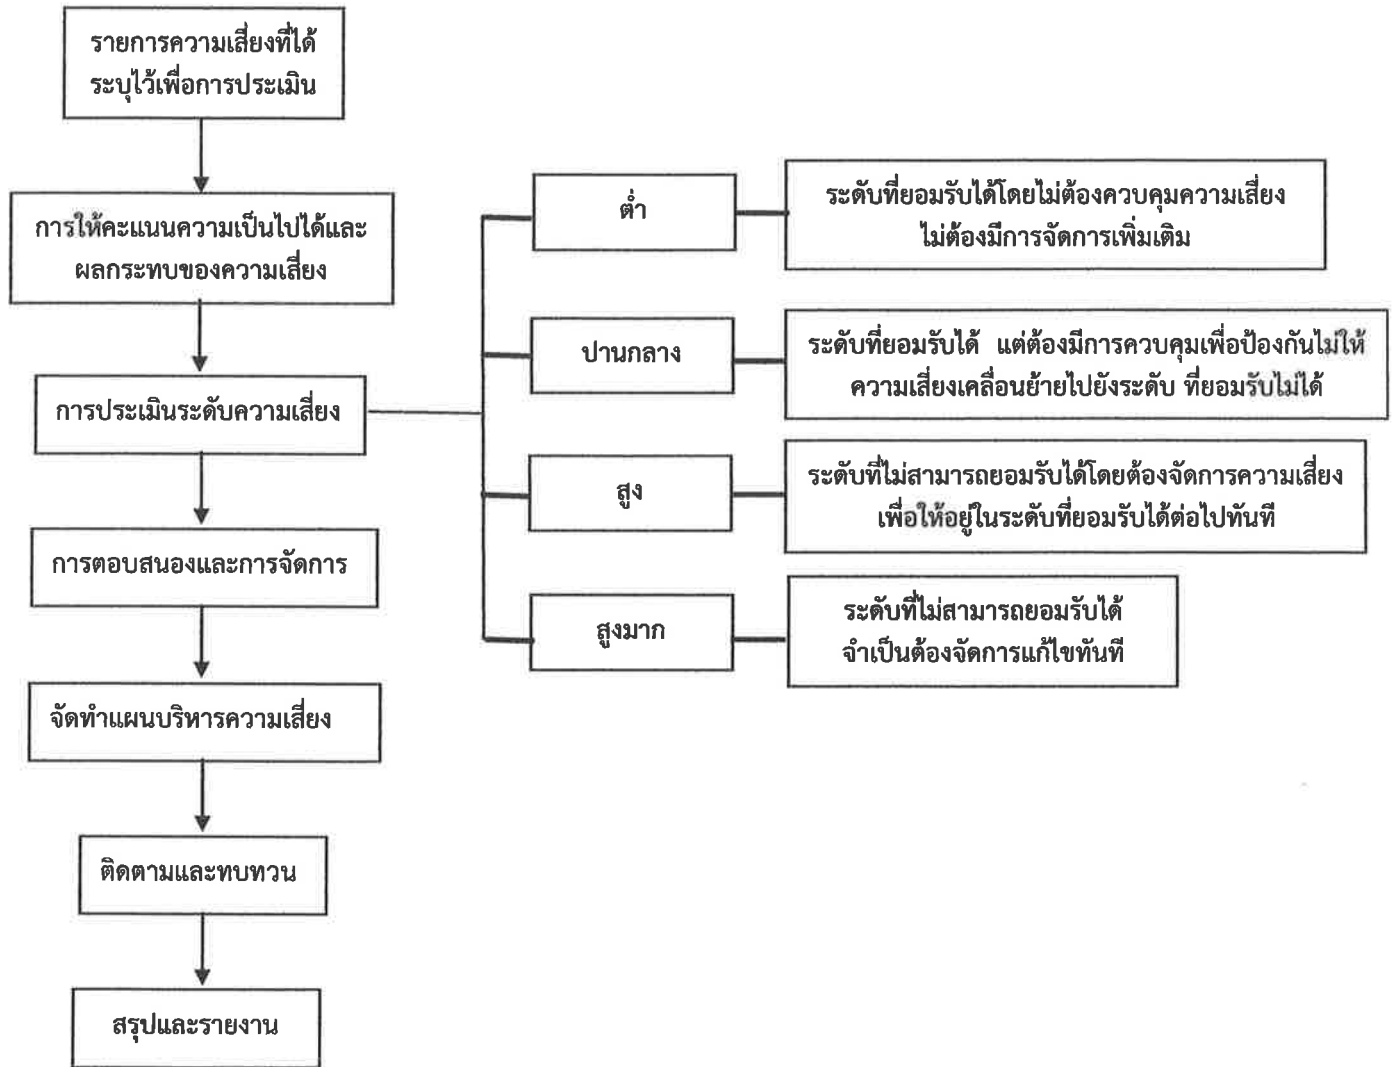 รายการความเสี่ยงที่ได้
ระบุไว้เพื่อการประเมิน
การให้คะแนนความเป็นไปได้และ
ผลกระทบของความเสี่ยง
การประเมินระดับความเสี่ยง
การตอบสนองและการจัดการ
จัดทำแผนบริหารความเสี่ยง
ติดตามและทบทวน
สรุปและรายงาน
ต่ำ
ระดับที่ยอมรับได้โดยไม่ต้องควบคุมความเสี่ยง
ไม่ต้องมีการจัดการเพิ่มเติม
ปานกลาง
ระดับที่ยอมรับได้ แต่ต้องมีการควบคุมเพื่อป้องกันไม่ให้
ความเสี่ยงเคลื่อนย้ายไปยังระดับ ที่ยอมรับไม่ได้
สูง
ระดับที่ไม่สามารถยอมรับได้โดยต้องจัดการความเสี่ยง
เพื่อให้อยู่ในระดับที่ยอมรับได้ต่อไปทันที
สูงมาก
ระดับที่ไม่สามารถยอมรับได้
จำเป็นต้องจัดการแก้ไขทันที